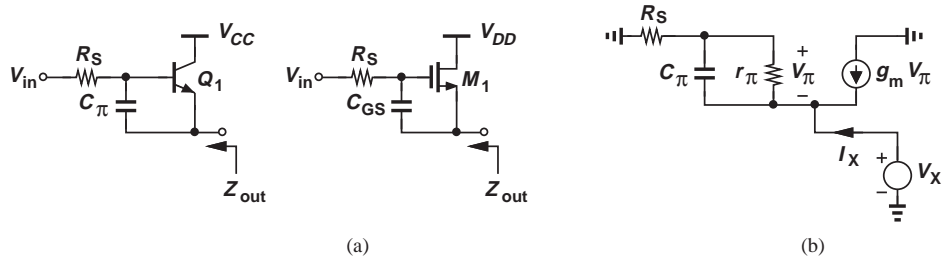 V_CC
R_S
V_in
Q_1
C_π
Z_out
V_DD
R_S
V_in
M_1
C_GS
Z_out
(a)
R_S
C_π
r_π
+
V_π
−
g_m V_π
I_X
+
V_X
−
(b)